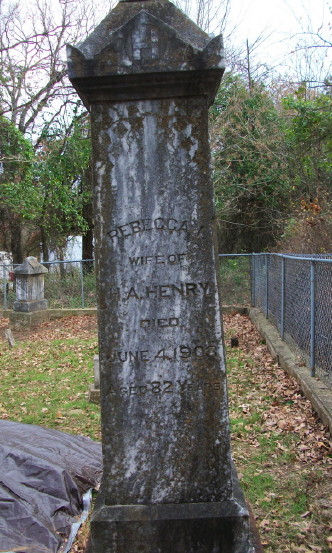 REBECCA J.
WIFE OF
H.A. HENRY
DIED
JUNE 4, 1903
AGED 82 YEARS